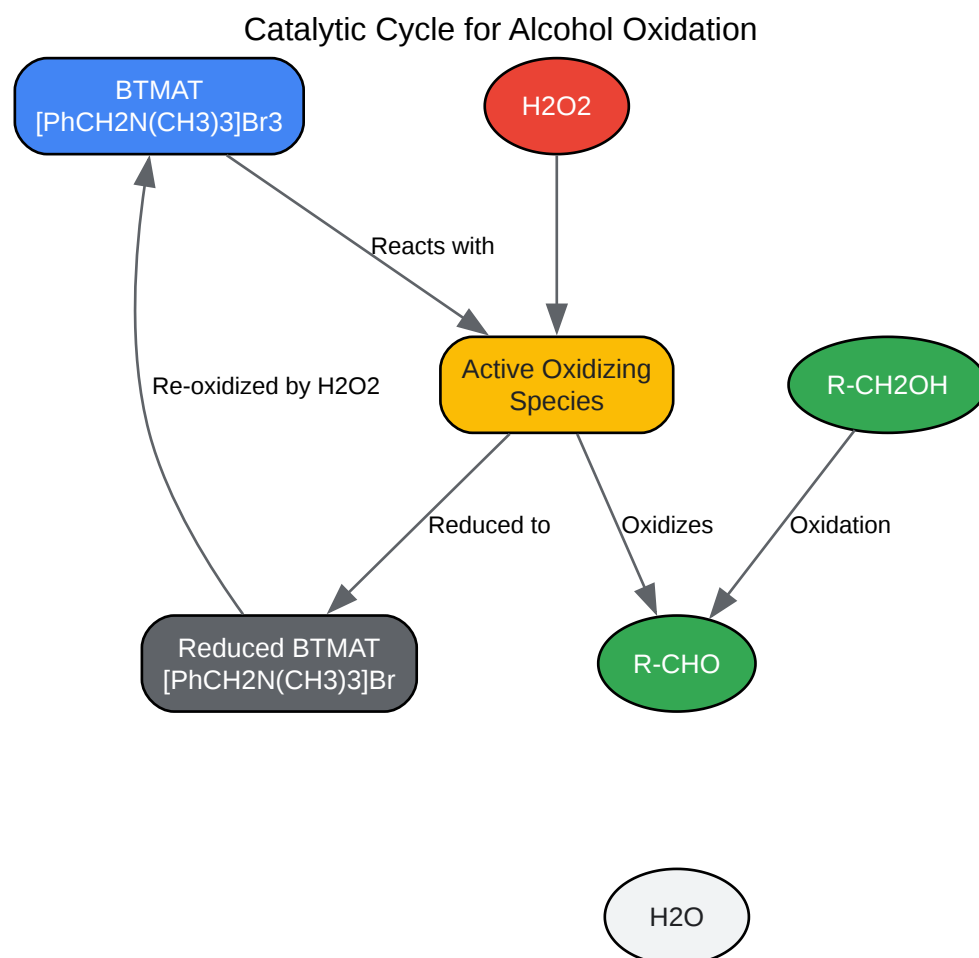 Catalytic Cycle for Alcohol Oxidation
BTMAT
[PhCH2N(CH3)3]Br3
H2O2
Reacts with
Active Oxidizing
Species
R-CH2OH
Re-oxidized by H2O2
Reduced to
Oxidizes
Oxidation
Reduced BTMAT
[PhCH2N(CH3)3]Br
R-CHO
H2O